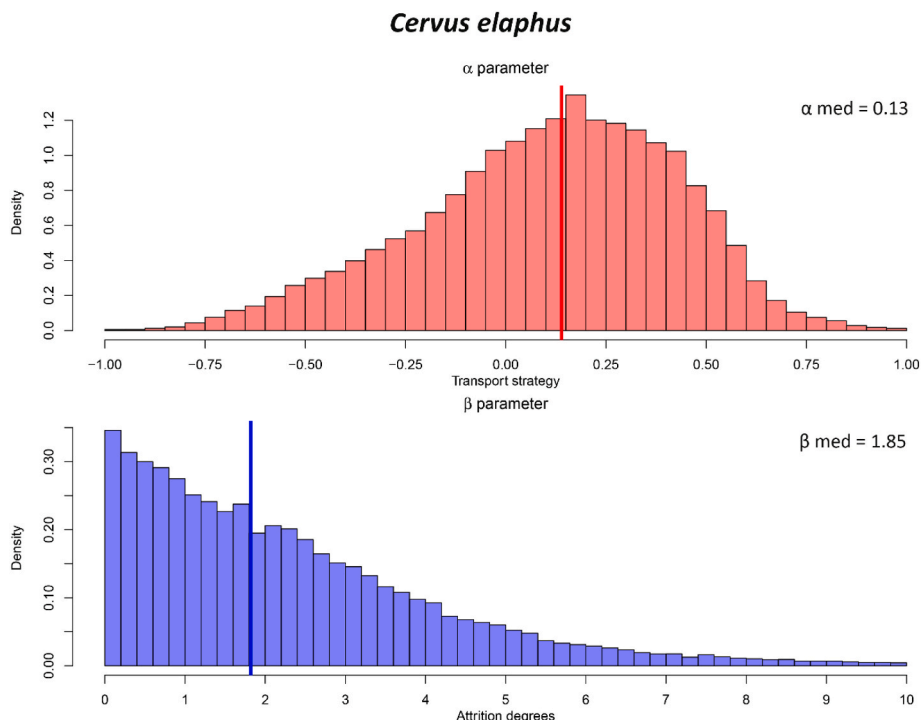 Cervus elaphus
α parameter
α med = 0.13
Density
0.0 0.2 0.4 0.6 0.8 1.0 1.2
−1.00 −0.75 −0.50 −0.25 0.00 0.25 0.50 0.75 1.00
Transport strategy
β parameter
β med = 1.85
Density
0.00 0.10 0.20 0.30
0 1 2 3 4 5 6 7 8 9 10
Attrition degrees